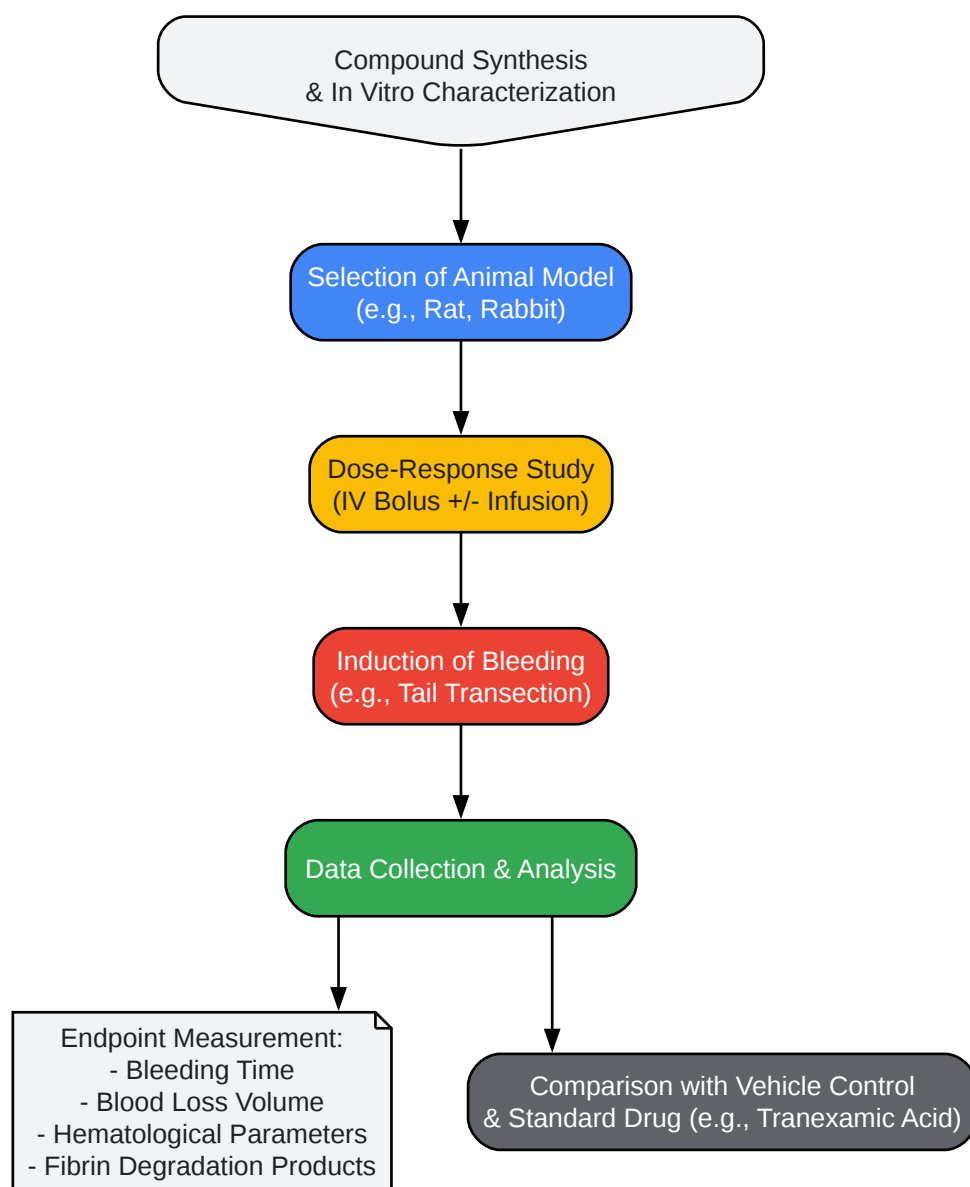 Compound Synthesis
& In Vitro Characterization
Selection of Animal Model
(e.g., Rat, Rabbit)
Dose-Response Study
(IV Bolus +/- Infusion)
Induction of Bleeding
(e.g., Tail Transection)
Data Collection & Analysis
Endpoint Measurement:
- Bleeding Time
- Blood Loss Volume
- Hematological Parameters
- Fibrin Degradation Products
Comparison with Vehicle Control
& Standard Drug (e.g., Tranexamic Acid)